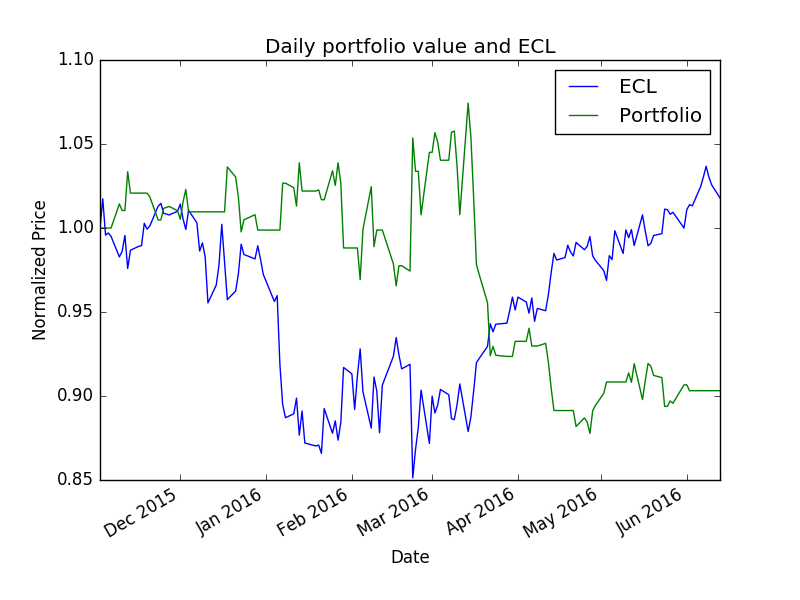 Daily portfolio value and ECL
1.10
1.05
1.00
0.95
0.90
0.85
Normalized Price
ECL
Portfolio
Dec 2015
Jan 2016
Feb 2016
Mar 2016
Apr 2016
May 2016
Jun 2016
Date